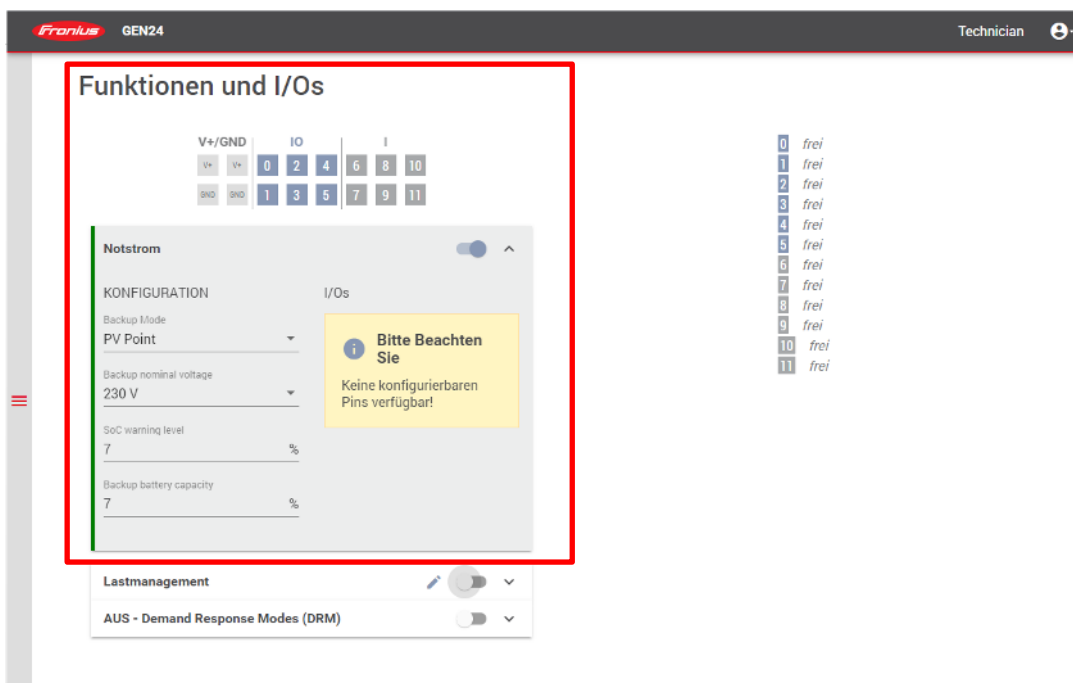 Fronius GEN24 Technician
Funktionen und I/Os
V+/GND IO I
V+ V+ 0 2 4 6 8 10
GND GND 1 3 5 7 9 11
Notstrom
KONFIGURATION I/Os
Backup Mode
PV Point
Bitte Beachten
Sie
Keine konfigurierbaren
Pins verfügbar!
Backup nominal voltage
230 V
SoC warning level
7 %
Backup battery capacity
7 %
Lastmanagement
AUS - Demand Response Modes (DRM)
0 frei
1 frei
2 frei
3 frei
4 frei
5 frei
6 frei
7 frei
8 frei
9 frei
10 frei
11 frei